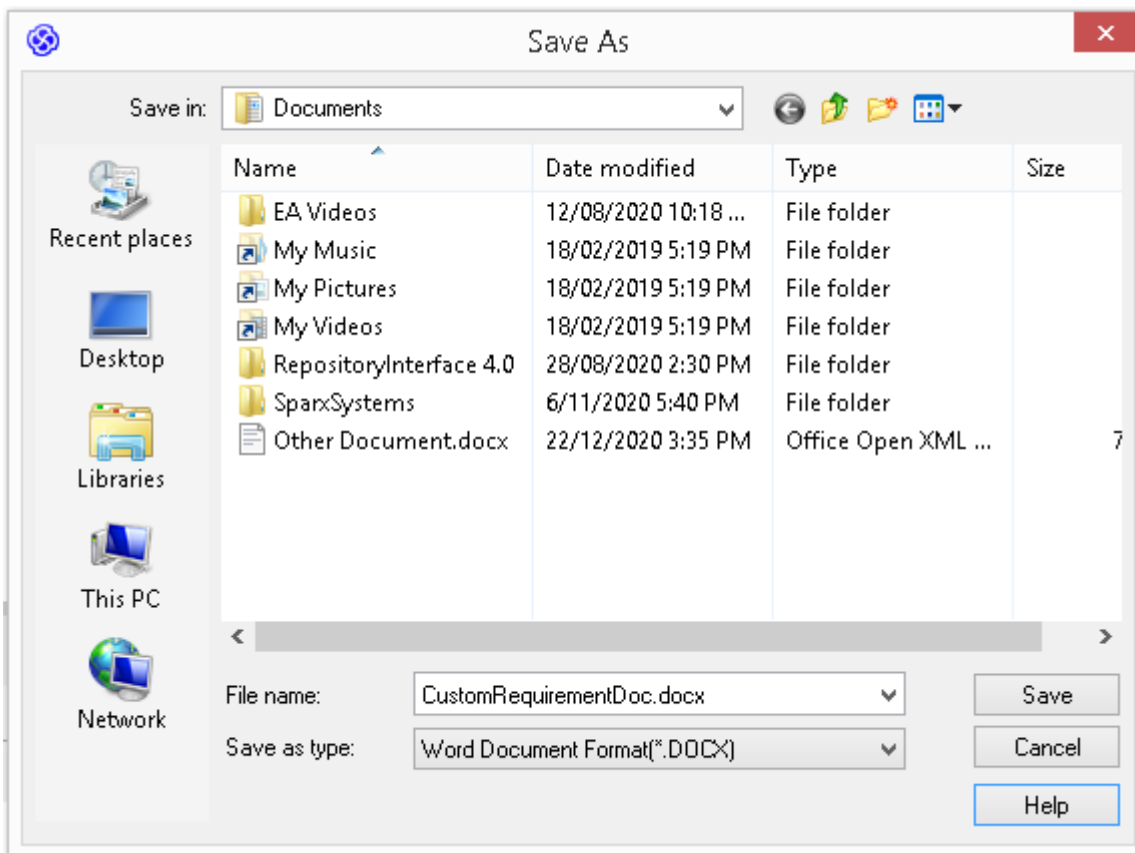 Save As
Save in: Documents
Name Date modified Type Size
EA Videos 12/08/2020 10:18 ... File folder
My Music 18/02/2019 5:19 PM File folder
My Pictures 18/02/2019 5:19 PM File folder
My Videos 18/02/2019 5:19 PM File folder
RepositoryInterface 4.0 28/08/2020 2:30 PM File folder
SparxSystems 6/11/2020 5:40 PM File folder
Other Document.docx 22/12/2020 3:35 PM Office Open XML ... 7
Recent places
Desktop
Libraries
This PC
Network
File name: CustomRequirementDoc.docx Save
Save as type: Word Document Format(*.DOCX) Cancel
Help